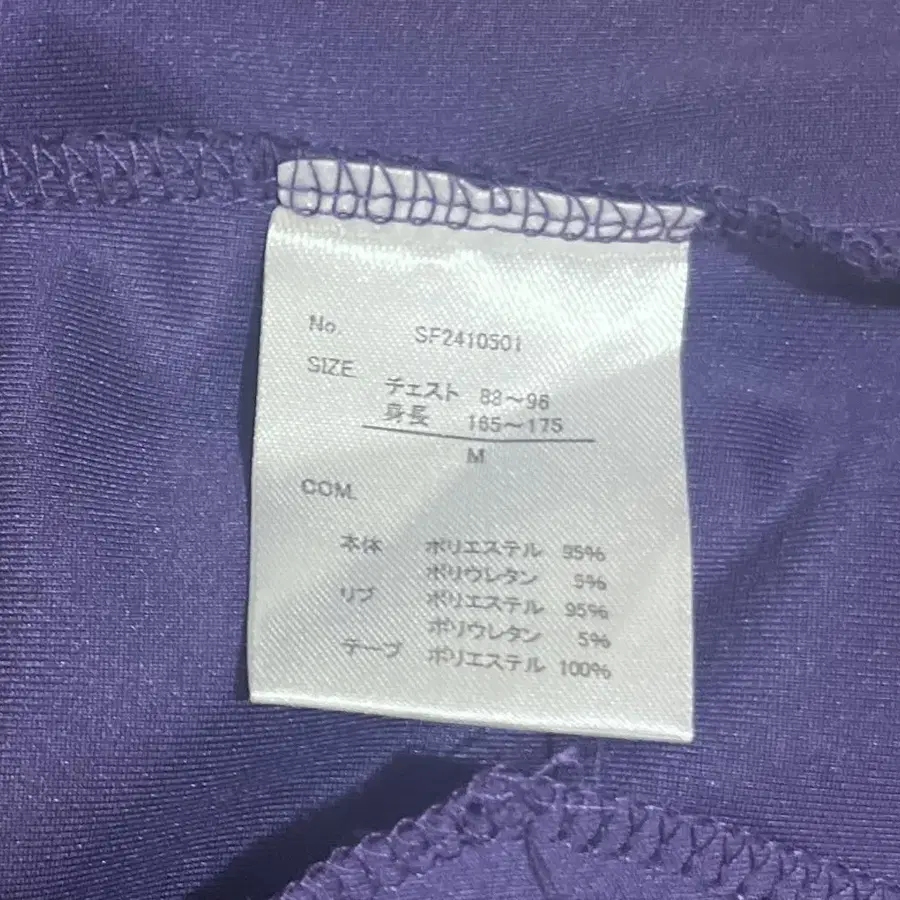 No. SF2410501
SIZE
チェスト 88〜96
身長 165〜175
M
COM.
本体 ポリエステル 95%
ポリウレタン 5%
リブ ポリエステル 95%
ポリウレタン 5%
テープ ポリエステル 100%